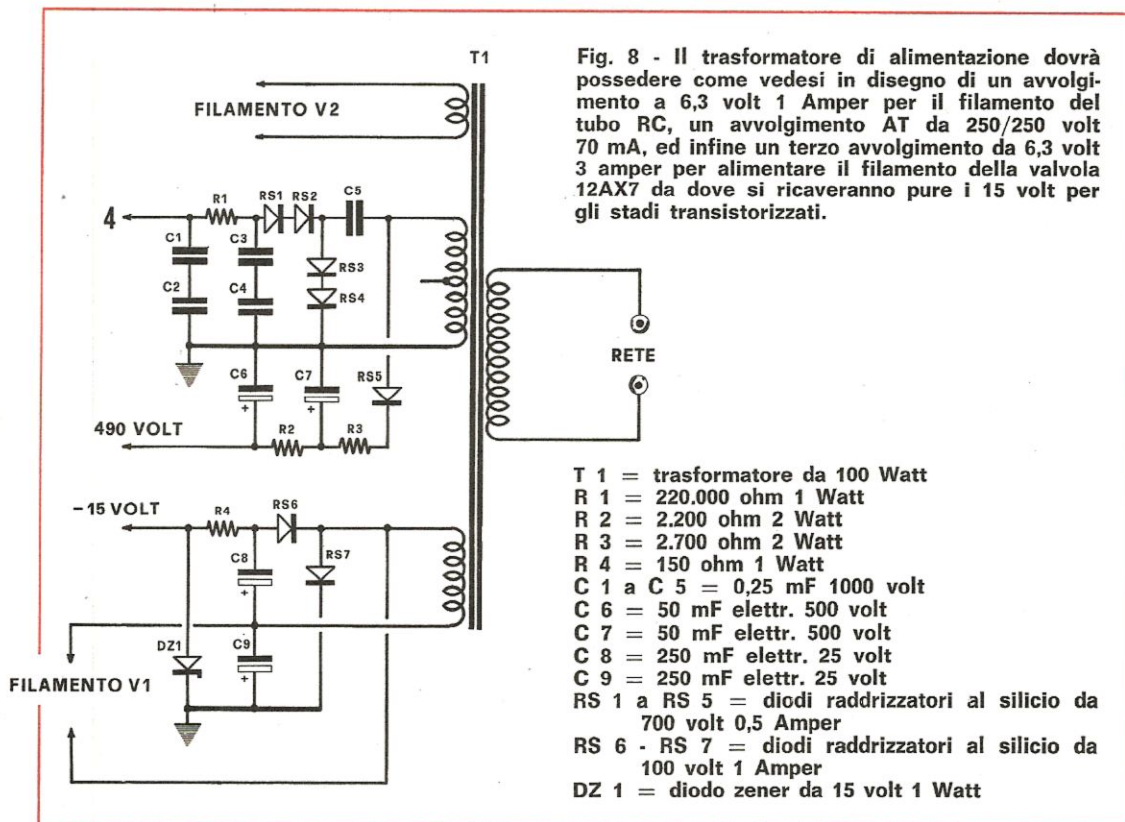 T1
Fig. 8 - Il trasformatore di alimentazione dovrà
possedere come vedesi in disegno di un avvolgi-
mento a 6,3 volt 1 Amper per il filamento del
tubo RC, un avvolgimento AT da 250/250 volt
70 mA, ed infine un terzo avvolgimento da 6,3 volt
3 amper per alimentare il filamento della valvola
12AX7 da dove si ricaveranno pure i 15 volt per
gli stadi transistorizzati.
FILAMENTO V2
4
R1
RS1
RS2
C5
C1
C3
RS3
C2
C4
RS4
RETE
C6
+
C7
+
RS5
490 VOLT
R2
R3
-15 VOLT
R4
RS6
C8
+
RS7
DZ1
C9
+
FILAMENTO V1
T 1 = trasformatore da 100 Watt
R 1 = 220.000 ohm 1 Watt
R 2 = 2.200 ohm 2 Watt
R 3 = 2.700 ohm 2 Watt
R 4 = 150 ohm 1 Watt
C 1 a C 5 = 0,25 mF 1000 volt
C 6 = 50 mF elettr. 500 volt
C 7 = 50 mF elettr. 500 volt
C 8 = 250 mF elettr. 25 volt
C 9 = 250 mF elettr. 25 volt
RS 1 a RS 5 = diodi raddrizzatori al silicio da
700 volt 0,5 Amper
RS 6 - RS 7 = diodi raddrizzatori al silicio da
100 volt 1 Amper
DZ 1 = diodo zener da 15 volt 1 Watt